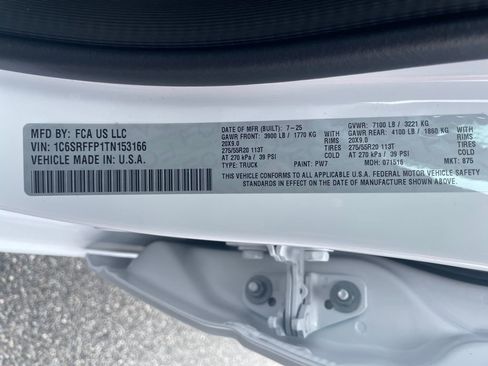 MFD BY: FCA US LLC
VIN: 1C6SRFFP1TN153166
VEHICLE MADE IN U.S.A.
DATE OF MFR (BUILT): 7-25 GVWR: 7100 LB / 3221 KG
GAWR FRONT: 3900 LB / 1770 KG GAWR REAR: 4100 LB / 1860 KG
20X9.0 RIMS 20X9.0 RIMS
275/55R20 113T TIRES 275/55R20 113T TIRES
AT 270 kPa / 39 PSI COLD AT 270 kPa / 39 PSI COLD
TYPE: TRUCK PAINT: PW7 MDH: 071516 MKT: 875
THIS VEHICLE CONFORMS TO ALL APPLICABLE U.S.A. FEDERAL MOTOR VEHICLE SAFETY
STANDARDS IN EFFECT ON THE DATE OF MANUFACTURE SHOWN ABOVE.